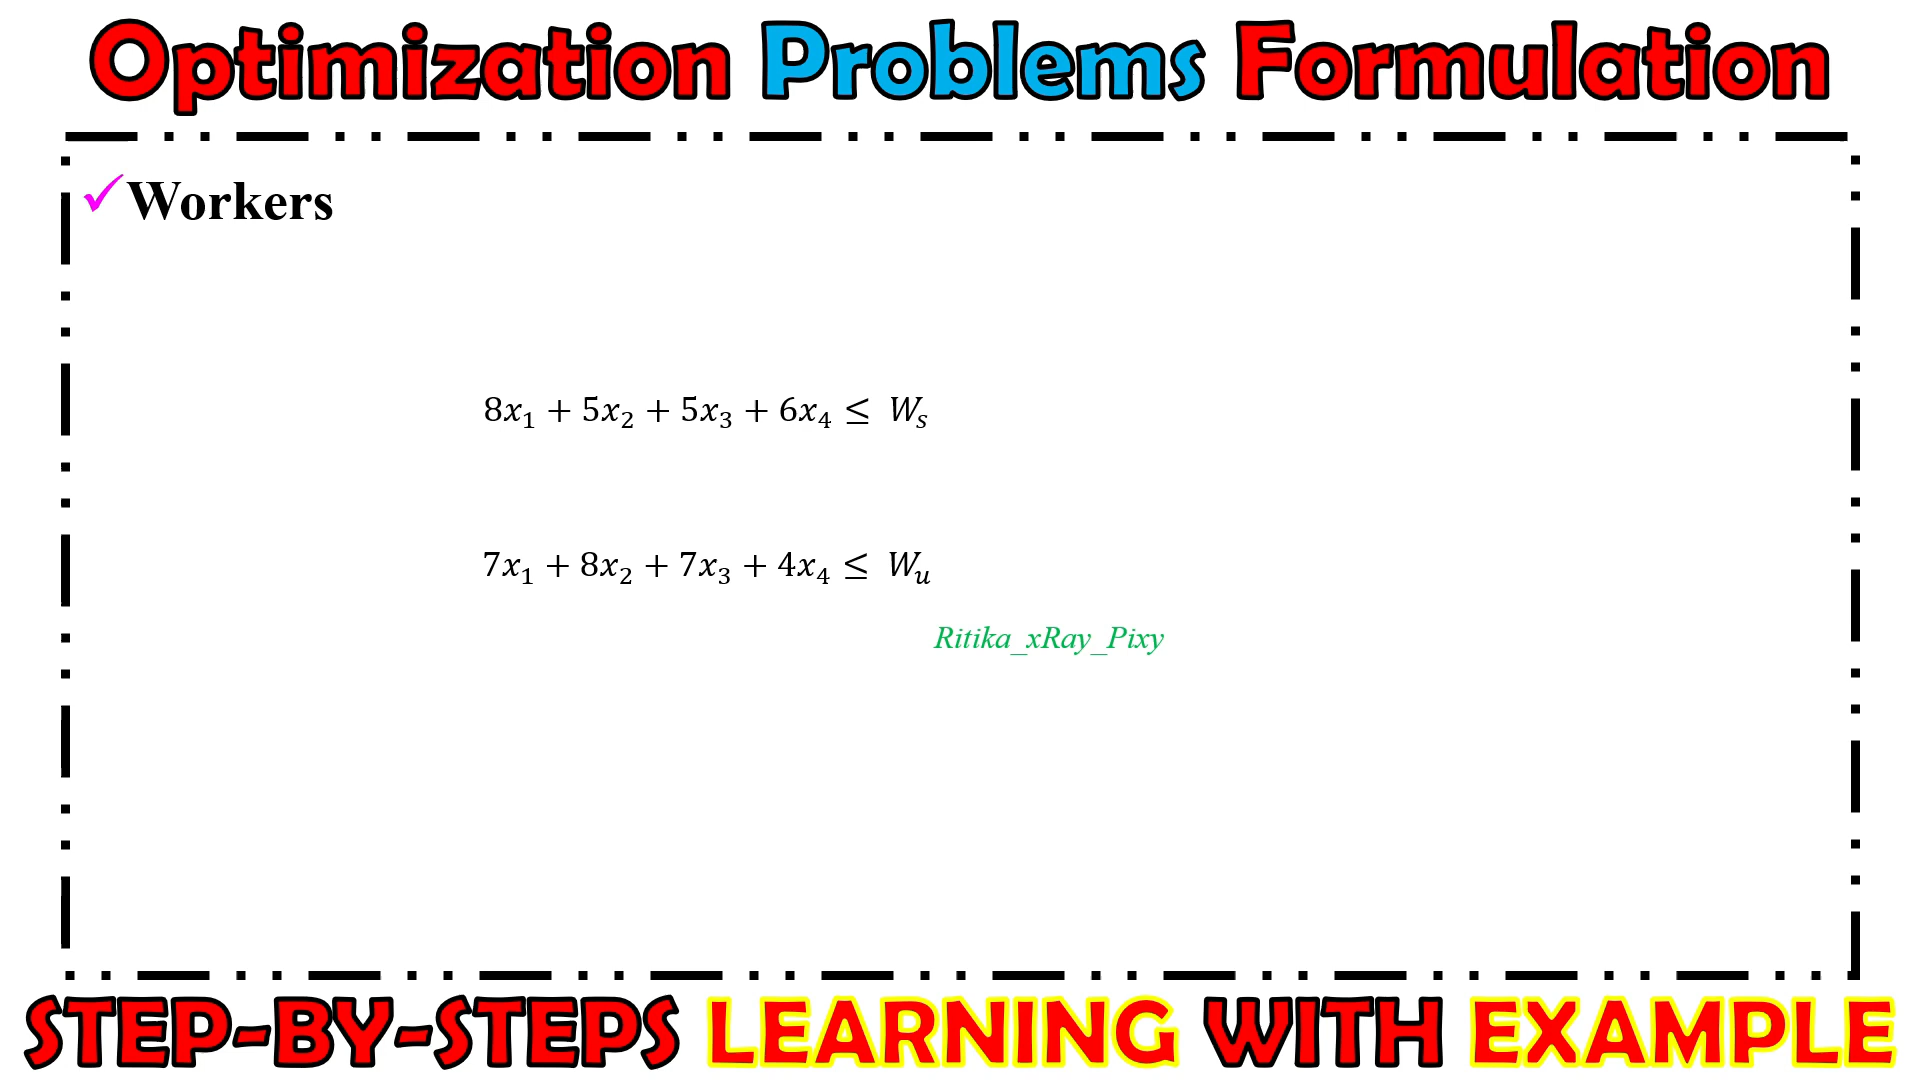 Optimization Problems Formulation
✓Workers
8x₁ + 5x₂ + 5x₃ + 6x₄ ≤ Wₛ
7x₁ + 8x₂ + 7x₃ + 4x₄ ≤ Wᵤ
Ritika_xRay_Pixy
STEP-BY-STEPS LEARNING WITH EXAMPLE